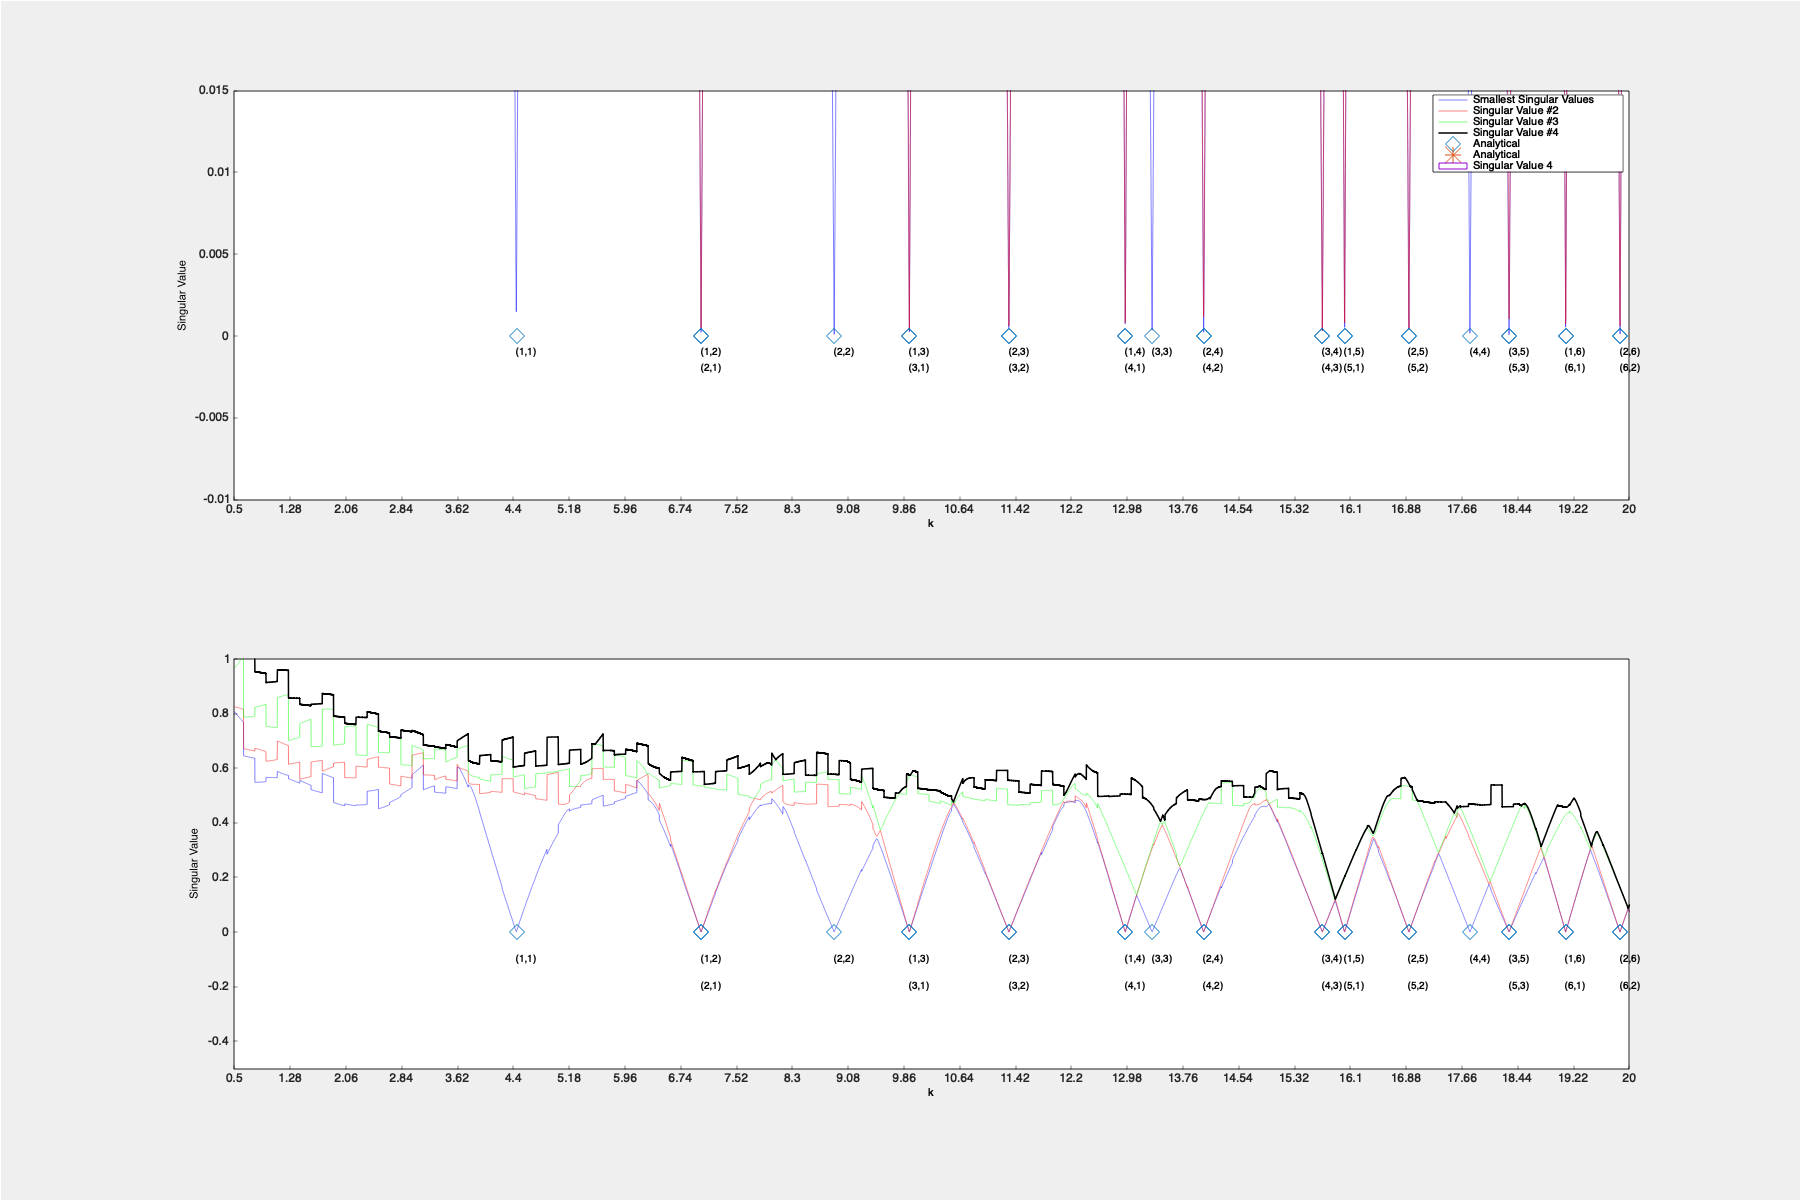 0.015
Smallest Singular Values
Singular Value #2
Singular Value #3
Singular Value #4
Analytical
Analytical
Singular Value 4
0.01
0.005
0
-0.005
-0.01
Singular Value
(1,1) (1,2) (2,2) (1,3) (2,3) (1,4) (3,3) (2,4) (3,4) (1,5) (2,5) (4,4) (3,5) (1,6) (2,6)
(2,1) (3,1) (3,2) (4,1) (4,2) (4,3) (5,1) (5,2) (5,3) (6,1) (6,2)
0.5 1.28 2.06 2.84 3.62 4.4 5.18 5.96 6.74 7.52 8.3 9.08 9.86 10.64 11.42 12.2 12.98 13.76 14.54 15.32 16.1 16.88 17.66 18.44 19.22 20
k
1
0.8
0.6
0.4
0.2
0
-0.2
-0.4
Singular Value
(1,1) (1,2) (2,2) (1,3) (2,3) (1,4) (3,3) (2,4) (3,4) (1,5) (2,5) (4,4) (3,5) (1,6) (2,6)
(2,1) (3,1) (3,2) (4,1) (4,2) (4,3) (5,1) (5,2) (5,3) (6,1) (6,2)
0.5 1.28 2.06 2.84 3.62 4.4 5.18 5.96 6.74 7.52 8.3 9.08 9.86 10.64 11.42 12.2 12.98 13.76 14.54 15.32 16.1 16.88 17.66 18.44 19.22 20
k